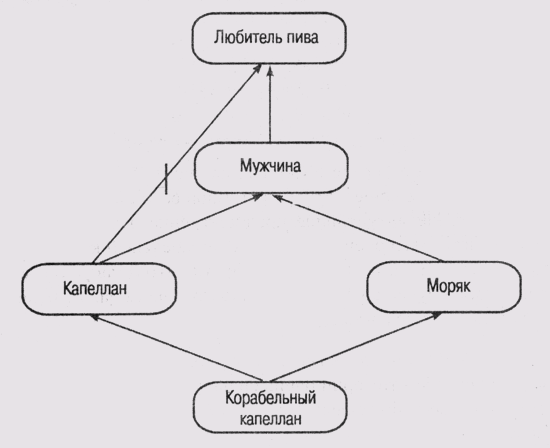 Любитель пива
Мужчина
Капеллан
Моряк
Корабельный
капеллан